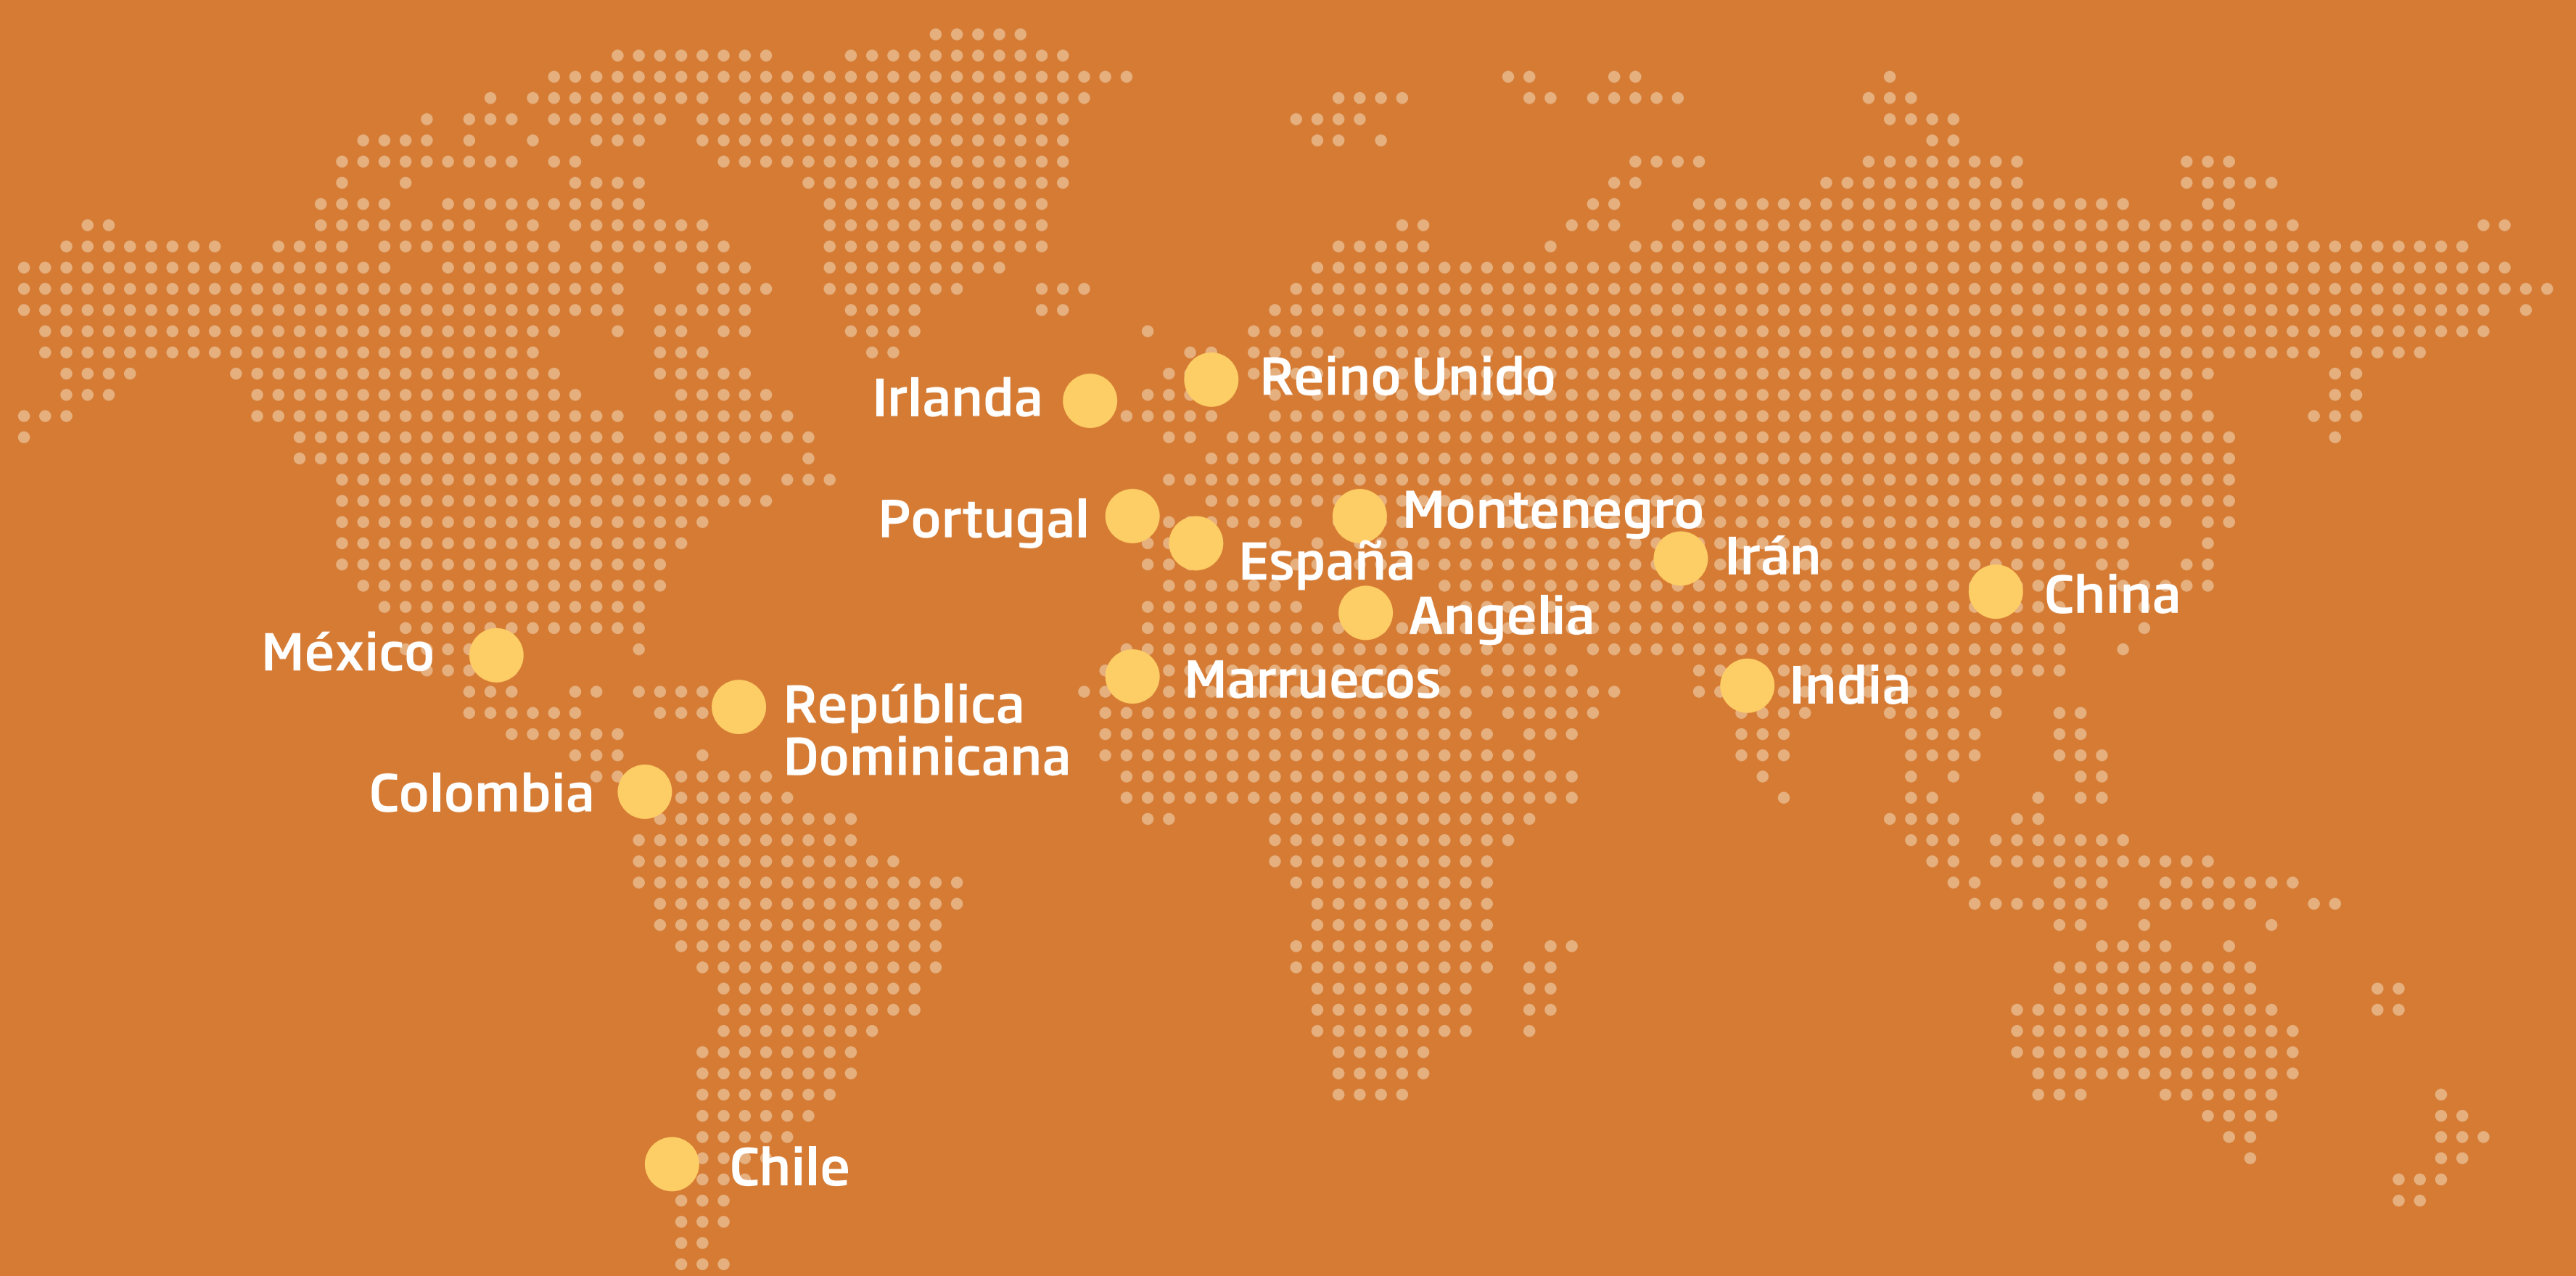 Reino Unido
Irlanda
Portugal
Montenegro
España
Irán
China
Angelia
México
Marruecos
India
República
Dominicana
Colombia
Chile